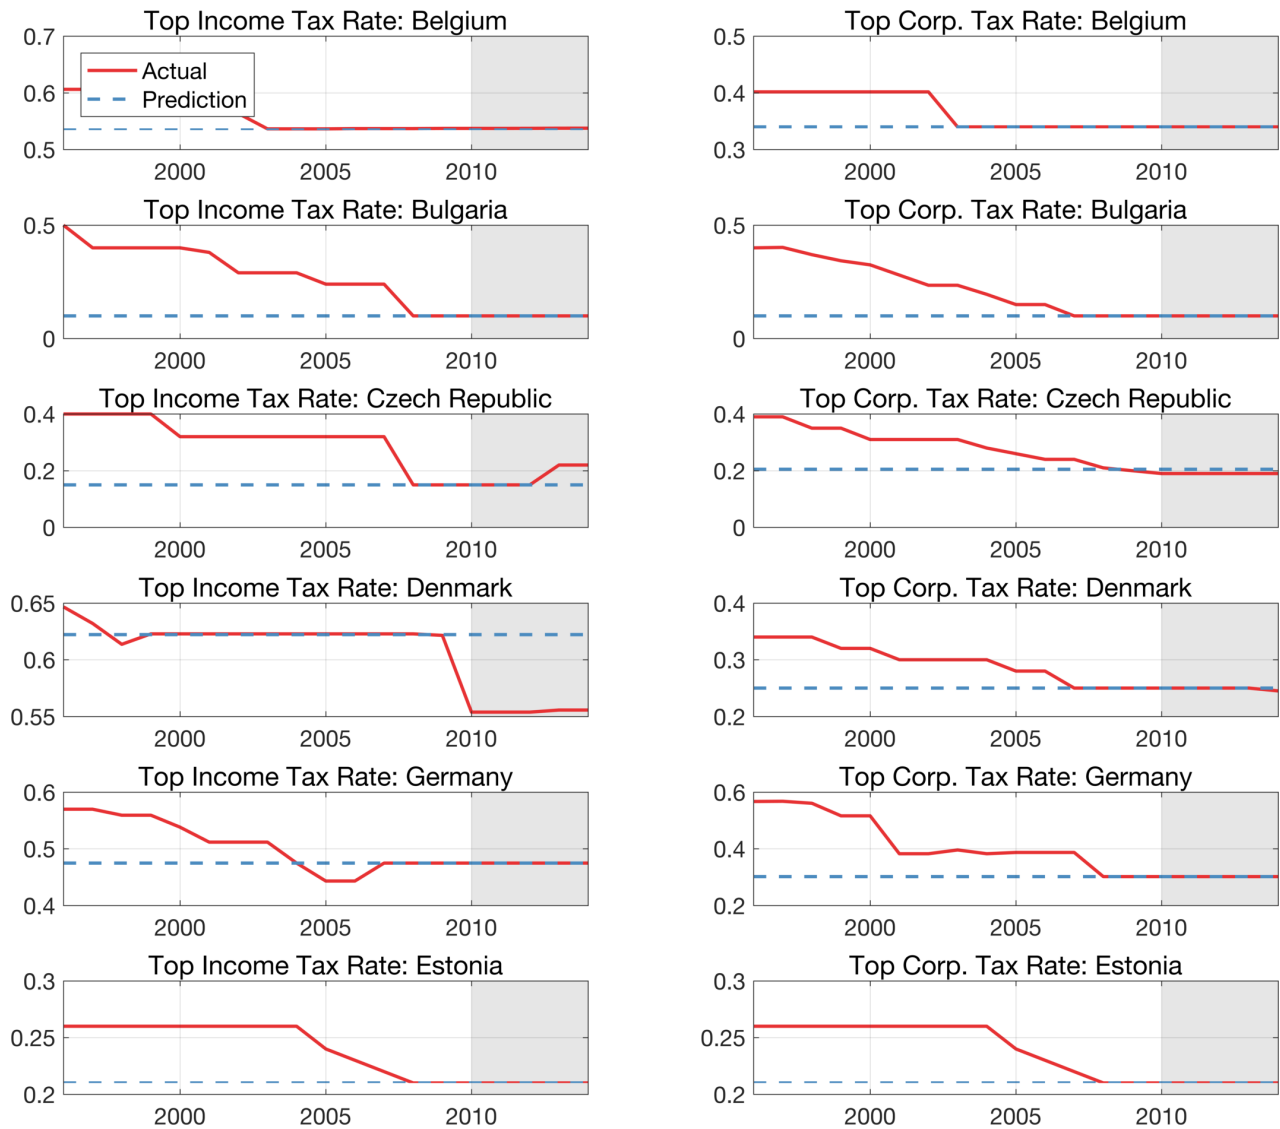 Top Income Tax Rate: Belgium
0.7
0.6
0.5
Actual
Prediction
2000 2005 2010
Top Corp. Tax Rate: Belgium
0.5
0.4
0.3
2000 2005 2010
Top Income Tax Rate: Bulgaria
0.5
0
2000 2005 2010
Top Corp. Tax Rate: Bulgaria
0.5
0
2000 2005 2010
Top Income Tax Rate: Czech Republic
0.4
0.2
0
2000 2005 2010
Top Corp. Tax Rate: Czech Republic
0.4
0.2
0
2000 2005 2010
Top Income Tax Rate: Denmark
0.65
0.6
0.55
2000 2005 2010
Top Corp. Tax Rate: Denmark
0.4
0.3
0.2
2000 2005 2010
Top Income Tax Rate: Germany
0.6
0.5
0.4
2000 2005 2010
Top Corp. Tax Rate: Germany
0.6
0.4
0.2
2000 2005 2010
Top Income Tax Rate: Estonia
0.3
0.25
0.2
2000 2005 2010
Top Corp. Tax Rate: Estonia
0.3
0.25
0.2
2000 2005 2010